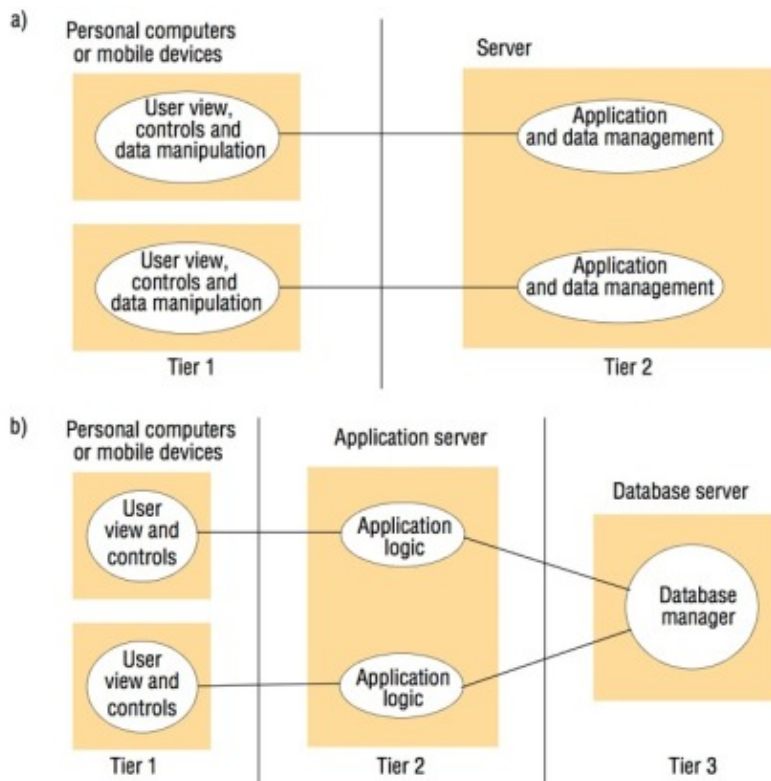 a)
Personal computers
or mobile devices
Server
User view,
controls and
data manipulation
Application
and data management
User view,
controls and
data manipulation
Application
and data management
Tier 1
Tier 2
b)
Personal computers
or mobile devices
Application server
Database server
User
view and
controls
Application
logic
Database
manager
User
view and
controls
Application
logic
Tier 1
Tier 2
Tier 3